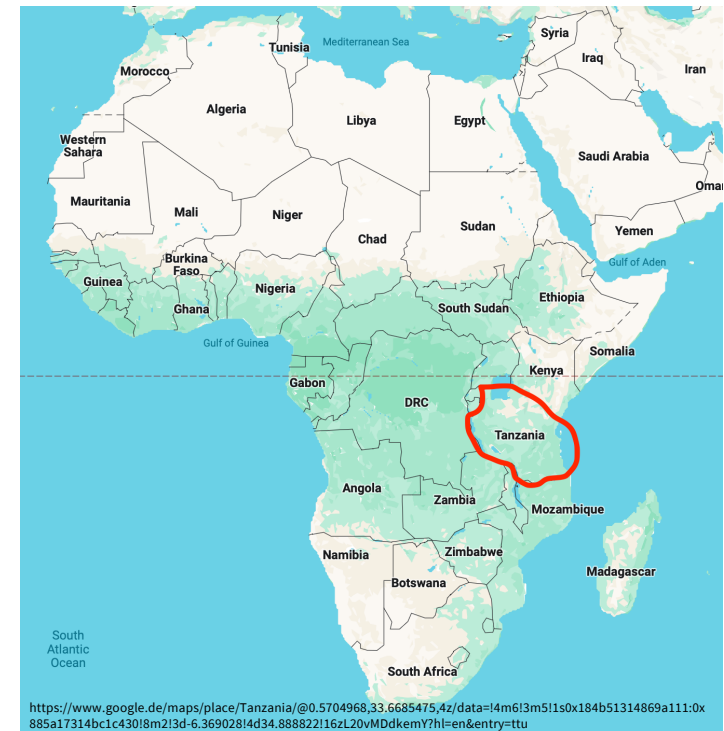 Syria
Tunisia
Mediterranean Sea
Iraq
Iran
Morocco
Algeria
Libya
Egypt
Western
Sahara
Saudi Arabia
Oman
Mauritania
Mali
Niger
Chad
Sudan
Yemen
Burkina
Faso
Gulf of Aden
Guinea
Nigeria
Ethiopia
Ghana
South Sudan
Gulf of Guinea
Somalia
Kenya
Gabon
DRC
Tanzania
Angola
Zambia
Mozambique
Namibia
Zimbabwe
Botswana
Madagascar
South
Atlantic
Ocean
South Africa
https://www.google.de/maps/place/Tanzania/@0.5704968,33.6685475,4z/data=!4m6!3m5!1s0x184b51314869a111:0x
885a17314bc1c430!8m2!3d-6.369028!4d34.888822!16zL20vMDdkemY?hl=en&entry=ttu